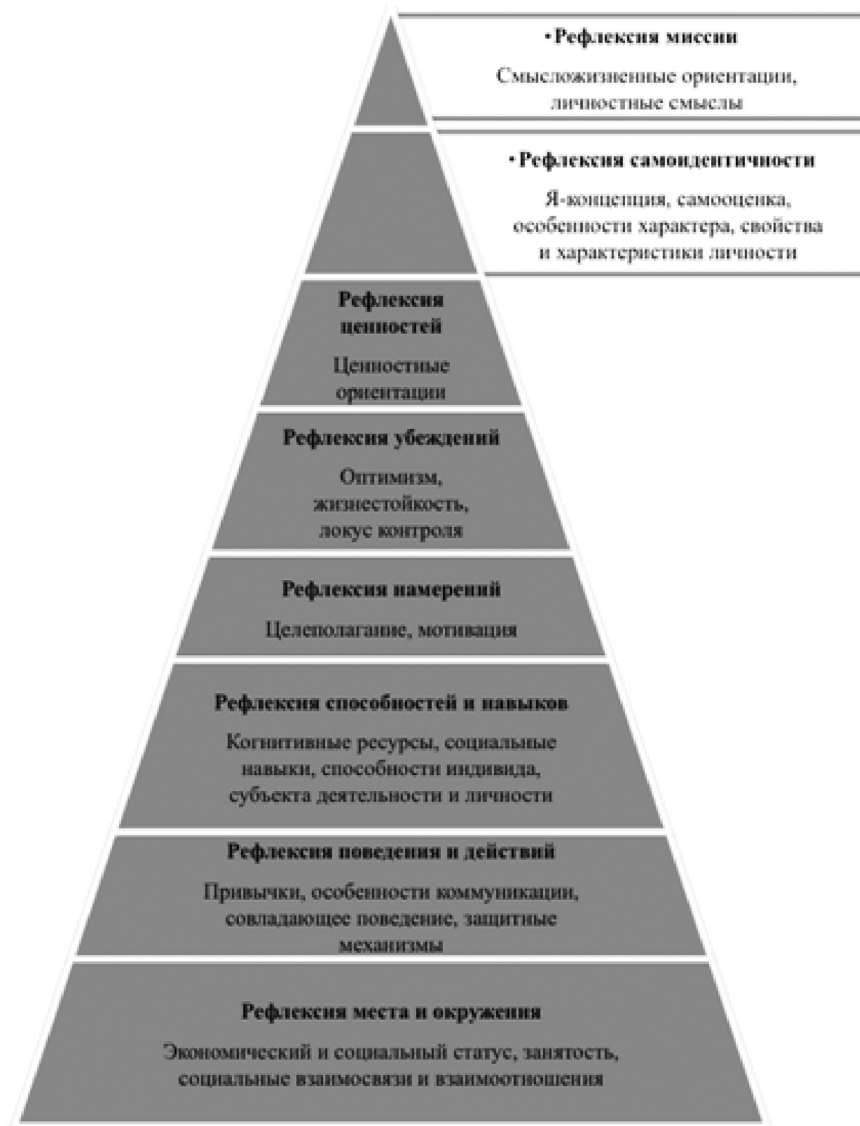 •Рефлексия миссии
Смысложизненные ориентации,
личностные смыслы
•Рефлексия самоидентичности
Я-концепция, самооценка,
особенности характера, свойства
и характеристики личности
Рефлексия
ценностей
Ценностные
ориентации
Рефлексия убеждений
Оптимизм,
жизнестойкость,
локус контроля
Рефлексия намерений
Целеполагание, мотивация
Рефлексия способностей и навыков
Когнитивные ресурсы, социальные
навыки, способности индивида,
субъекта деятельности и личности
Рефлексия поведения и действий
Привычки, особенности коммуникации,
совладающее поведение, защитные
механизмы
Рефлексия места и окружения
Экономический и социальный статус, занятость,
социальные взаимосвязи и взаимоотношения